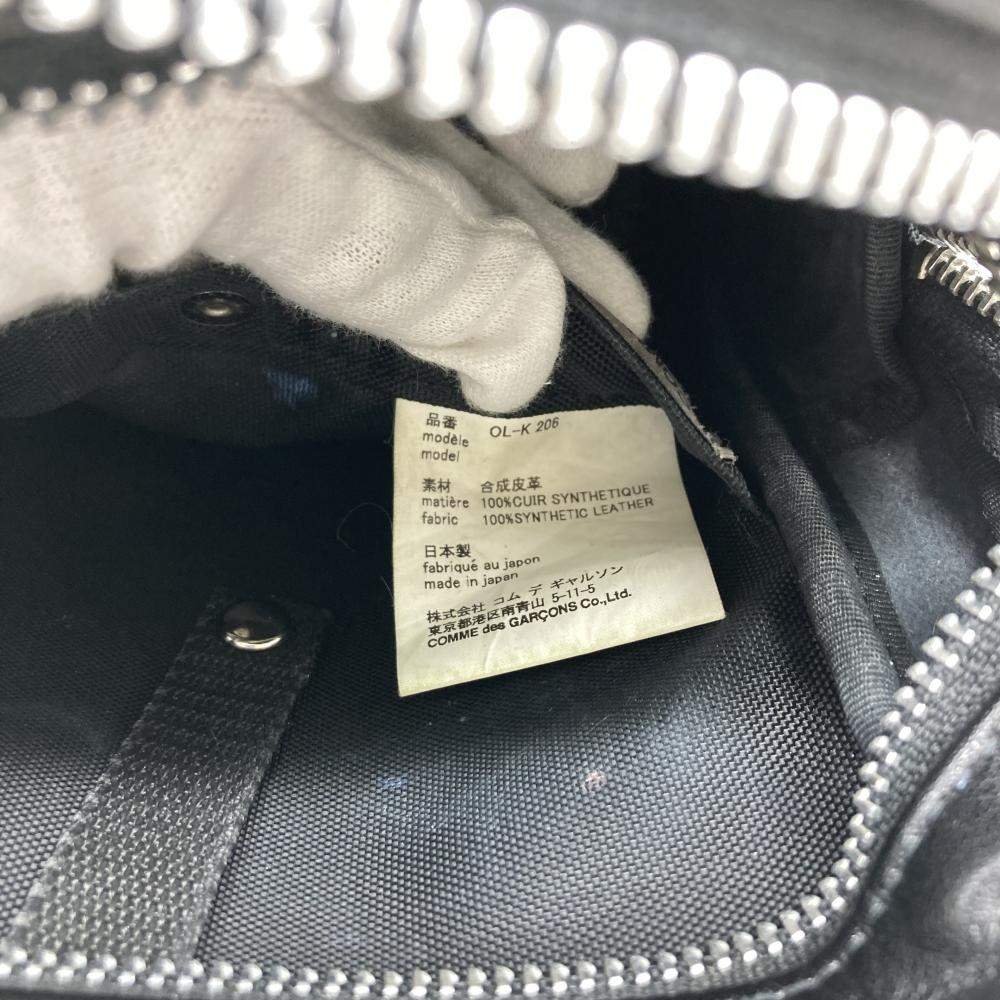 品番
modèle OL-K 206
model
素材 合成皮革
matière 100%CUIR SYNTHETIQUE
fabric 100%SYNTHETIC LEATHER
日本製
fabriqué au japon
made in japan
株式会社 コム デ ギャルソン
東京都港区南青山 5-11-5
COMME des GARÇONS Co.,Ltd.